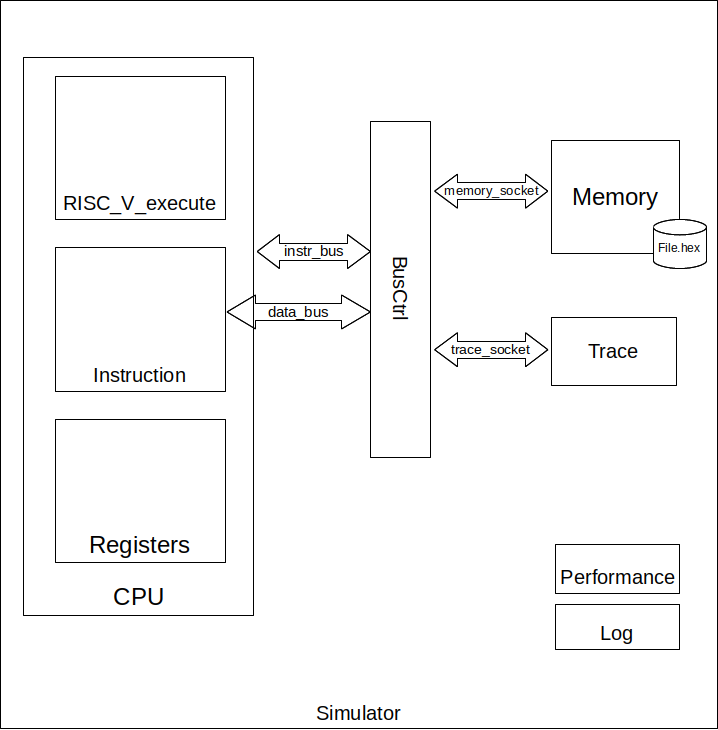 RISC_V_execute
Instruction
Registers
CPU
instr_bus
data_bus
BusCtrl
memory_socket
trace_socket
Memory
File.hex
Trace
Performance
Log
Simulator